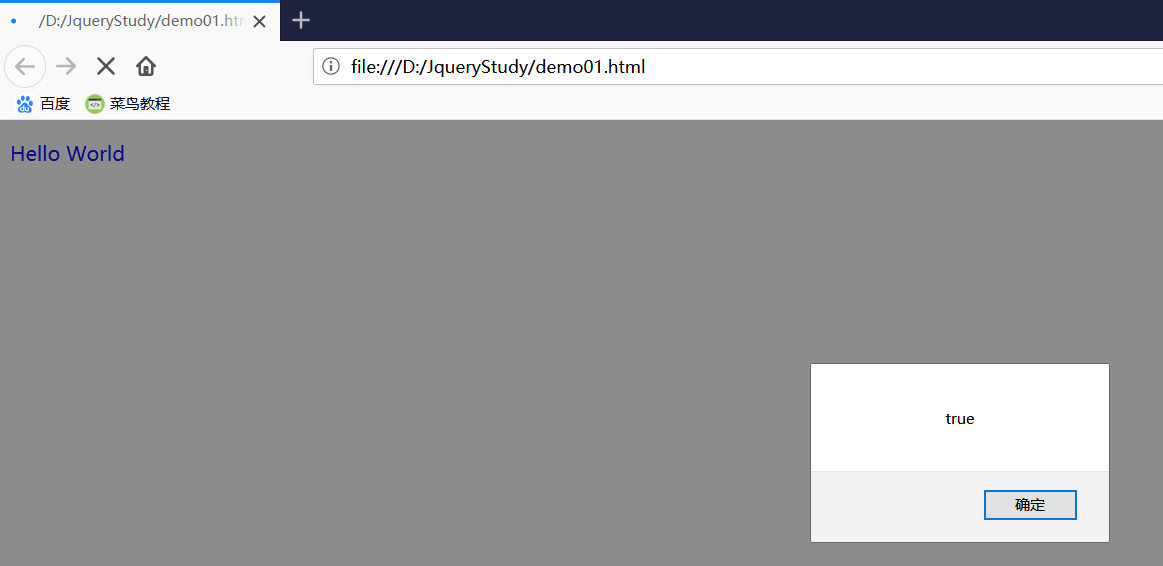 /D:/JqueryStudy/demo01.htm
file:///D:/JqueryStudy/demo01.html
百度
菜鸟教程
Hello World
true
确定